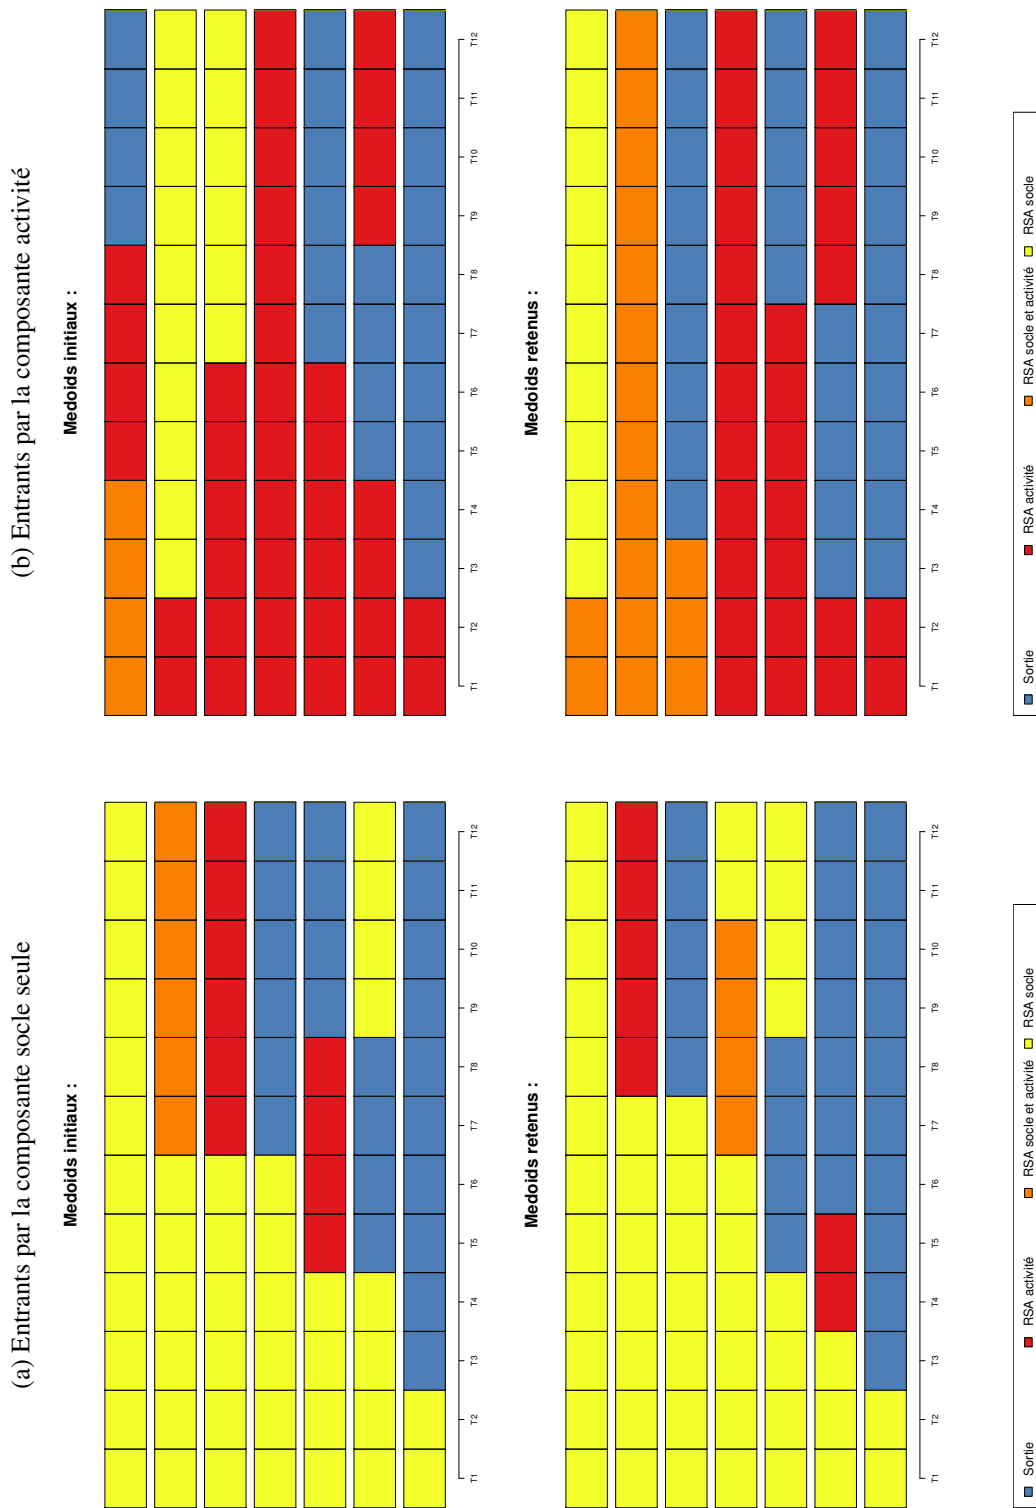 (a) Entrants par la composante socle seule
Medoids initiaux :
T1 T2 T3 T4 T5 T6 T7 T8 T9 T10 T11 T12
Medoids retenus :
T1 T2 T3 T4 T5 T6 T7 T8 T9 T10 T11 T12
Sortie RSA activité RSA socle et activité RSA socle
(b) Entrants par la composante activité
Medoids initiaux :
T1 T2 T3 T4 T5 T6 T7 T8 T9 T10 T11 T12
Medoids retenus :
T1 T2 T3 T4 T5 T6 T7 T8 T9 T10 T11 T12
Sortie RSA activité RSA socle et activité RSA socle